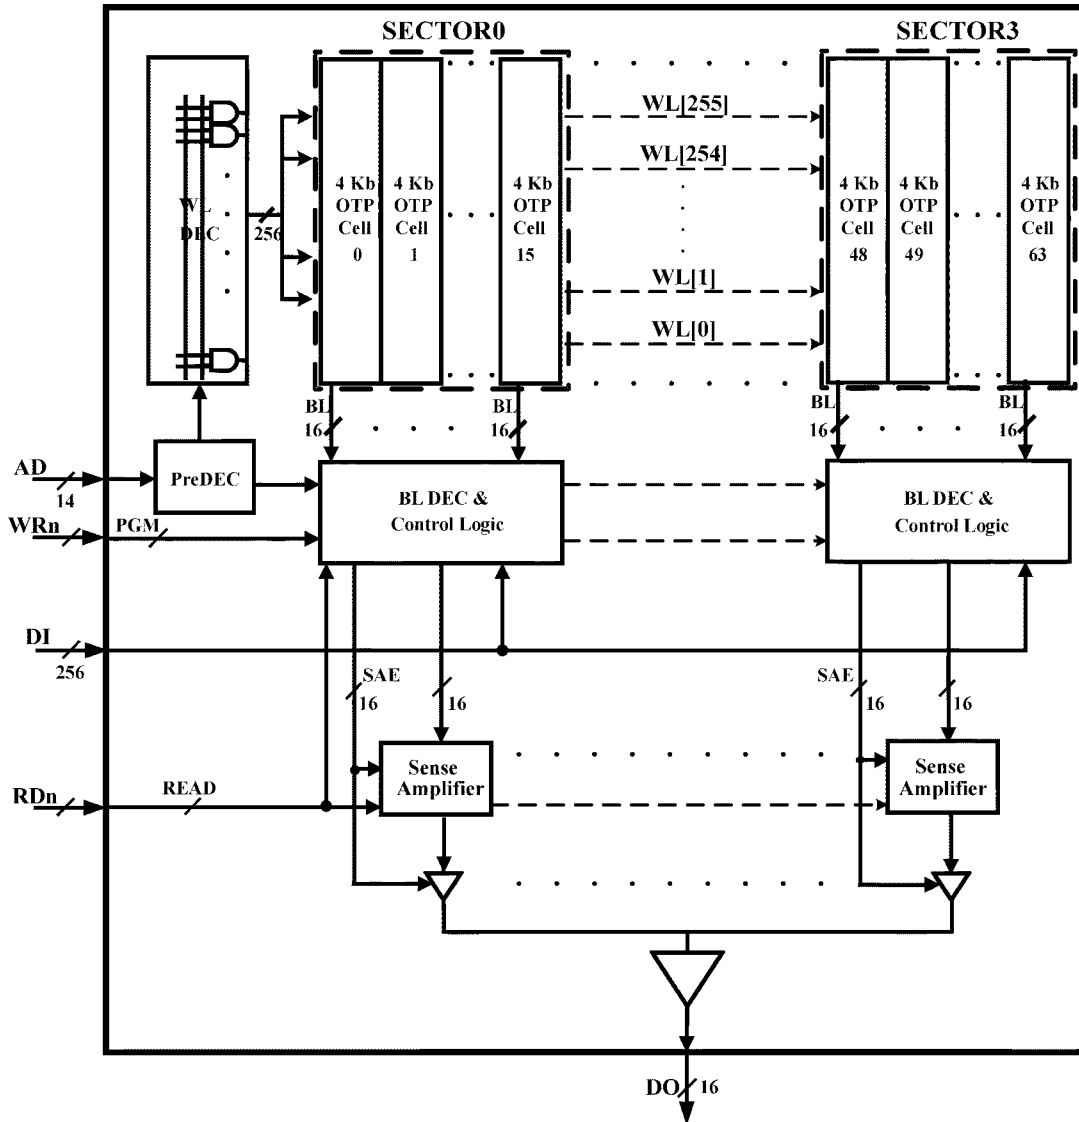 SECTOR0
SECTOR3
WL
DEC
256
4 Kb
OTP
Cell
0
4 Kb
OTP
Cell
1
4 Kb
OTP
Cell
15
WL[255]
WL[254]
WL[1]
WL[0]
4 Kb
OTP
Cell
48
4 Kb
OTP
Cell
49
4 Kb
OTP
Cell
63
BL
16
BL
16
BL
16
BL
16
AD
14
PreDEC
BL DEC &
Control Logic
BL DEC &
Control Logic
WRn
PGM
DI
256
SAE
16
16
SAE
16
16
Sense
Amplifier
Sense
Amplifier
RDn
READ
DO
16